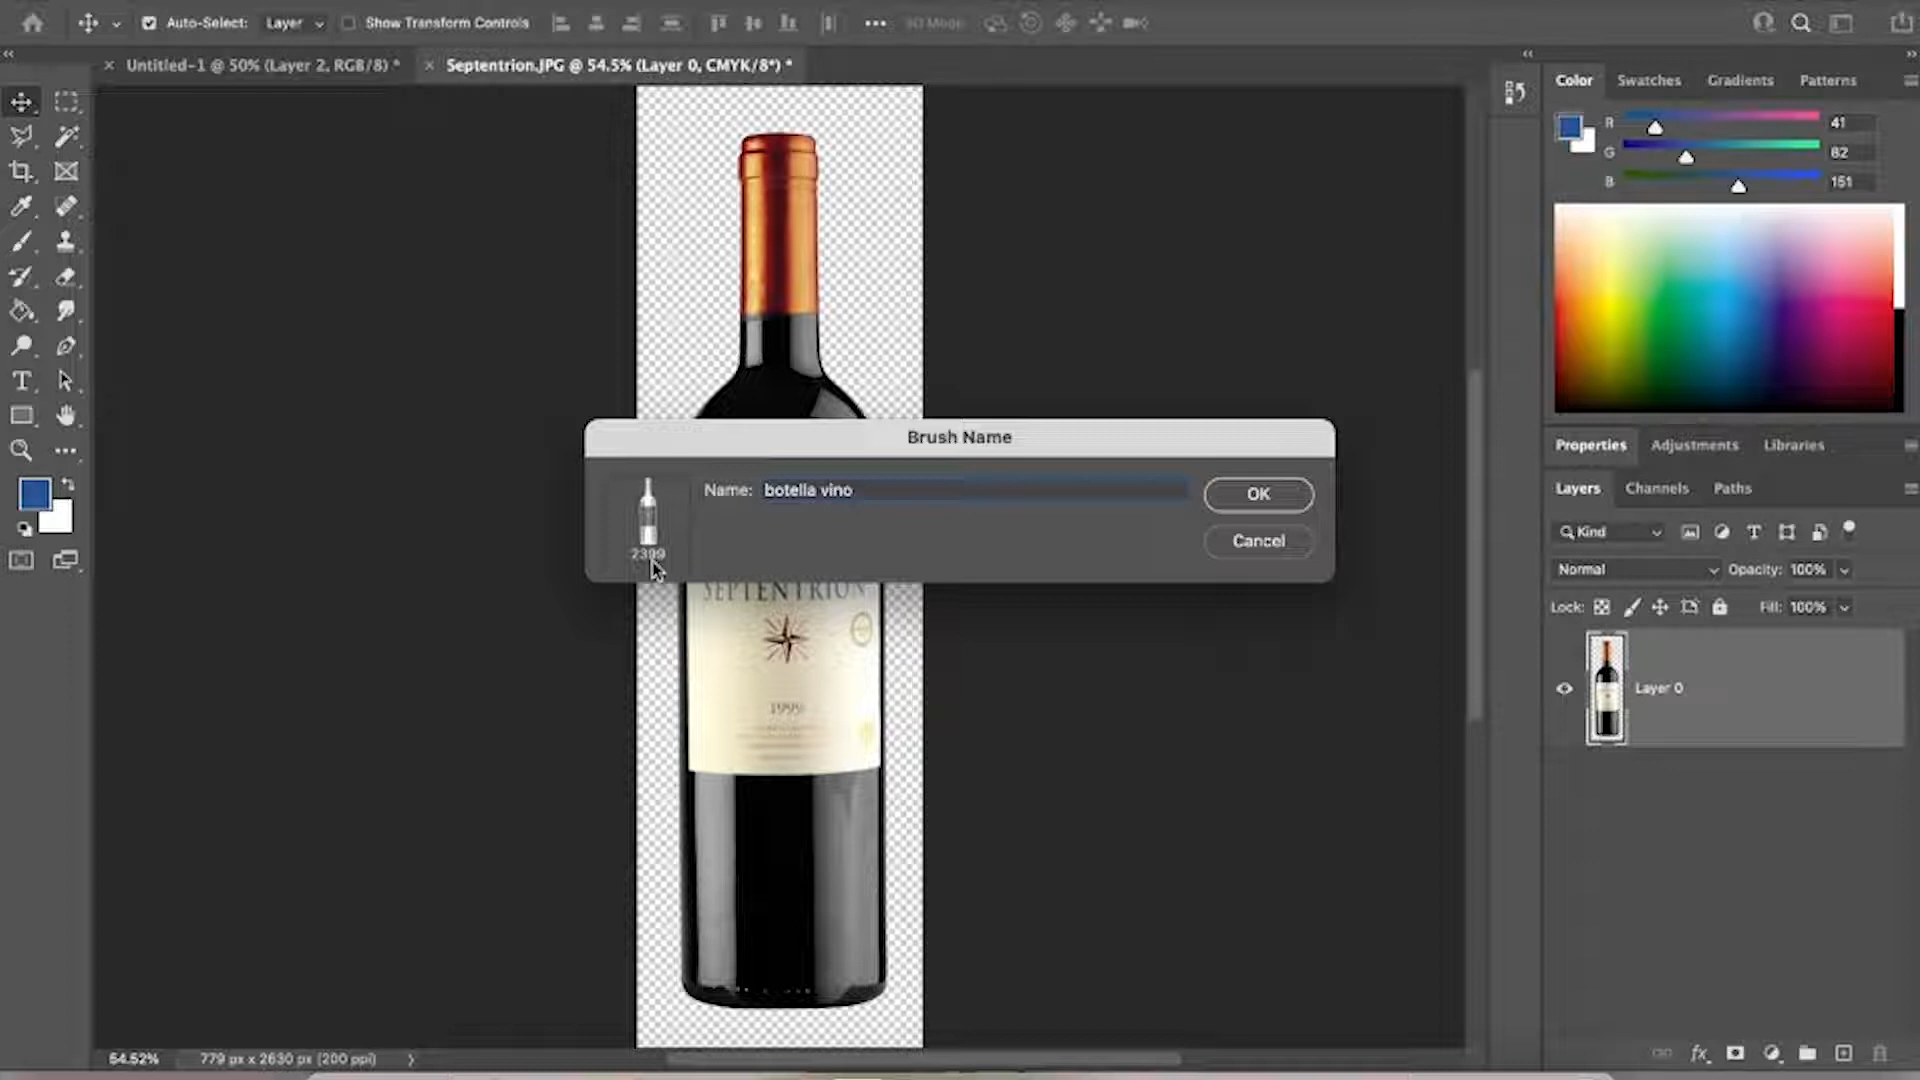 Auto-Select: Layer Show Transform Controls 3D Mode
Untitled-1 @ 50% (Layer 2, RGB/8) *
Septentrion.JPG @ 54.5% (Layer 0, CMYK/8*) *
Color Swatches Gradients Patterns
R 41
G 82
B 151
Brush Name
Name: botella vino
OK
Cancel
2399
SEPTENTRION
1999
Properties Adjustments Libraries
Layers Channels Paths
Kind
Normal Opacity: 100%
Lock: Fill: 100%
Layer 0
54.52% 779 px x 2630 px (200 ppi)